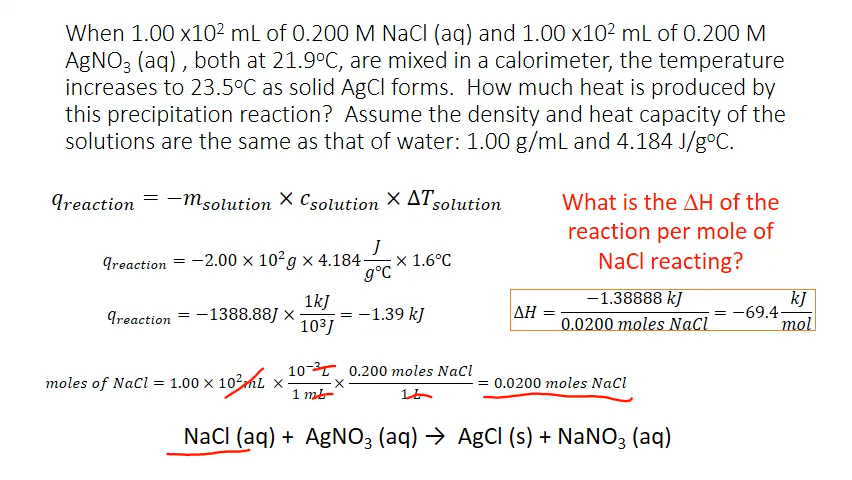 When 1.00 x10² mL of 0.200 M NaCl (aq) and 1.00 x10² mL of 0.200 M
AgNO₃ (aq) , both at 21.9°C, are mixed in a calorimeter, the temperature
increases to 23.5°C as solid AgCl forms. How much heat is produced by
this precipitation reaction? Assume the density and heat capacity of the
solutions are the same as that of water: 1.00 g/mL and 4.184 J/g°C.
q_reaction = −m_solution × c_solution × ΔT_solution
q_reaction = −2.00 × 10² g × 4.184 J/g°C × 1.6°C
q_reaction = −1388.88J × 1kJ/10³J = −1.39 kJ
What is the ΔH of the
reaction per mole of
NaCl reacting?
ΔH = −1.38888 kJ/0.0200 moles NaCl = −69.4 kJ/mol
moles of NaCl = 1.00 × 10² mL × 10⁻³L/1 mL × 0.200 moles NaCl/1 L = 0.0200 moles NaCl
NaCl (aq) + AgNO₃ (aq) → AgCl (s) + NaNO₃ (aq)